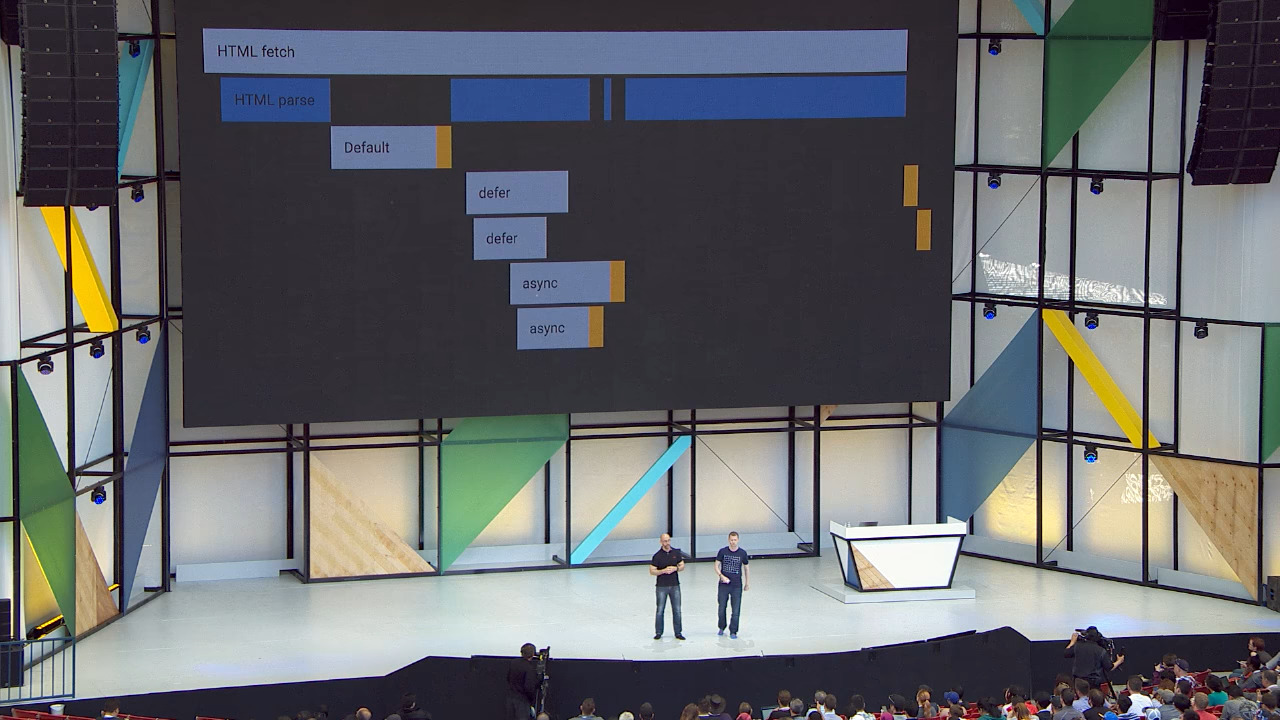 HTML fetch
HTML parse
Default
defer
defer
async
async